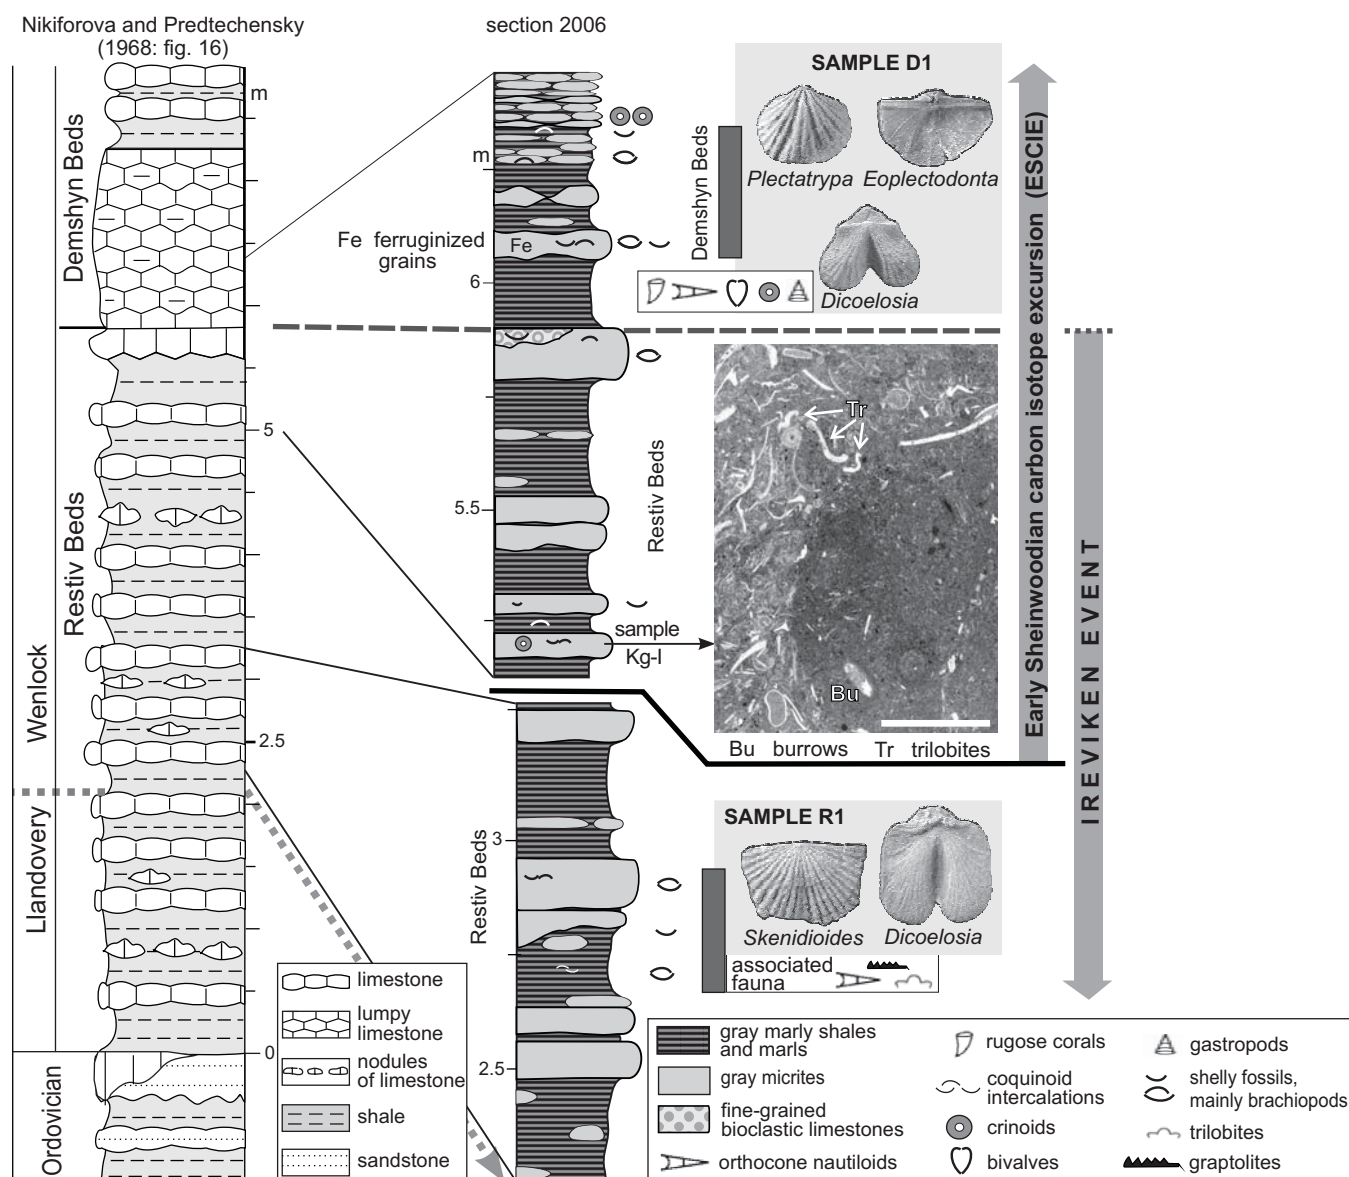 Nikiforova and Predtechensky
(1968: fig. 16)
section 2006
m
Demshyn Beds
Restiv Beds
Wenlock
Llandovery
Ordovician
5
2.5
0
m
6
5.5
3
2.5
Fe ferruginized
grains
Fe
Demshyn Beds
SAMPLE D1
Plectatrypa Eoplectodonta
Dicoelosia
Restiv Beds
sample
Kg-I
Tr
Bu
Bu burrows Tr trilobites
Early Sheinwoodian carbon isotope excursion (ESCIE)
IREVIKEN EVENT
Restiv Beds
SAMPLE R1
Skenidioides Dicoelosia
associated
fauna
limestone
lumpy
limestone
nodules
of limestone
shale
sandstone
gray marly shales
and marls
gray micrites
fine-grained
bioclastic limestones
orthocone nautiloids
rugose corals
coquinoid
intercalations
crinoids
bivalves
gastropods
shelly fossils,
mainly brachiopods
trilobites
graptolites